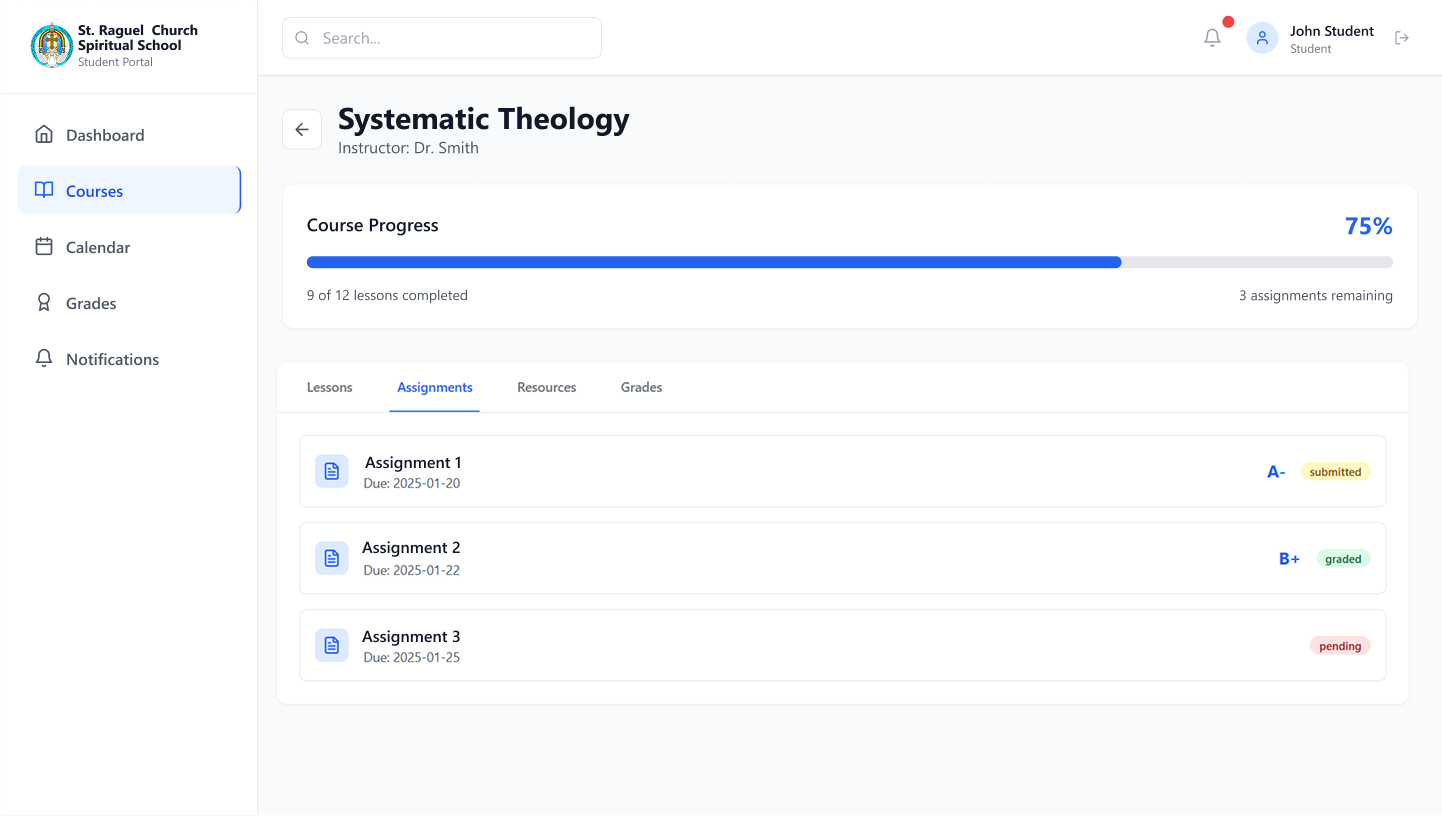 St. Raguel Church
Spiritual School
Student Portal
Search...
John Student
Student
Dashboard
Courses
Calendar
Grades
Notifications
Systematic Theology
Instructor: Dr. Smith
Course Progress
75%
9 of 12 lessons completed
3 assignments remaining
Lessons
Assignments
Resources
Grades
Assignment 1
Due: 2025-01-20
A-
submitted
Assignment 2
Due: 2025-01-22
B+
graded
Assignment 3
Due: 2025-01-25
pending